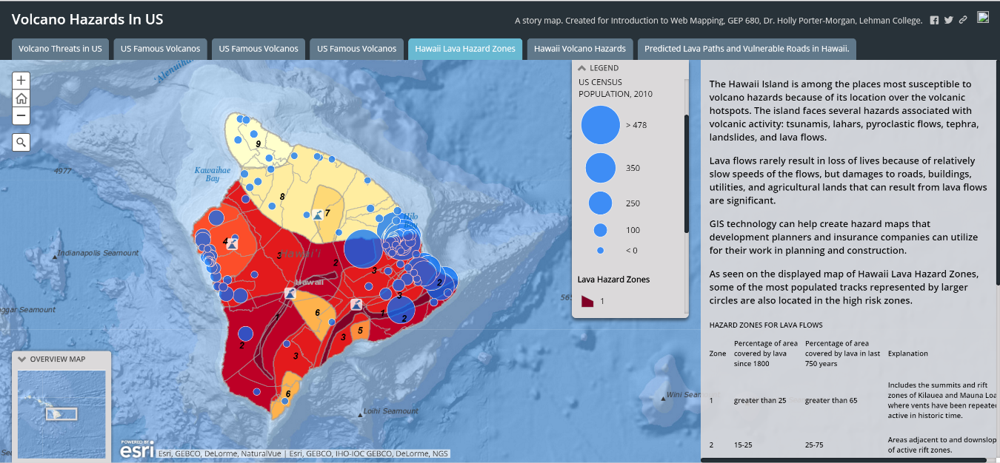 Volcano Hazards In US
A story map. Created for Introduction to Web Mapping, GEP 680, Dr. Holly Porter-Morgan, Lehman College.
Volcano Threats in US
US Famous Volcanos
US Famous Volcanos
US Famous Volcanos
Hawaii Lava Hazard Zones
Hawaii Volcano Hazards
Predicted Lava Paths and Vulnerable Roads in Hawaii.
'Alenuiha
4977
Kawaihae
Bay
9
8
7
Hilo
4
3
Hawai'i
2
3
2
Hawaii
3
6
1
1
2
5
3
2
3
6
Indianapolis Seamount
ggar Seamount
565
Loihi Seamount
Wini Seam
LEGEND
US CENSUS
POPULATION, 2010
> 478
350
250
100
< 0
Lava Hazard Zones
1
OVERVIEW MAP
POWERED BY
esri
Esri, GEBCO, DeLorme, NaturalVue | Esri, GEBCO, IHO-IOC GEBCO, DeLorme, NGS
The Hawaii Island is among the places most susceptible to
volcano hazards because of its location over the volcanic
hotspots. The island faces several hazards associated with
volcanic activity: tsunamis, lahars, pyroclastic flows, tephra,
landslides, and lava flows.
Lava flows rarely result in loss of lives because of relatively
slow speeds of the flows, but damages to roads, buildings,
utilities, and agricultural lands that can result from lava flows
are significant.
GIS technology can help create hazard maps that
development planners and insurance companies can utilize
for their work in planning and construction.
As seen on the displayed map of Hawaii Lava Hazard Zones,
some of the most populated tracks represented by larger
circles are also located in the high risk zones.
HAZARD ZONES FOR LAVA FLOWS
Zone
Percentage of area
covered by lava
since 1800
Percentage of area
covered by lava in last
750 years
Explanation
1
greater than 25
greater than 65
Includes the summits and rift
zones of Kilauea and Mauna Loa
where vents have been repeate
active in historic time.
2
15-25
25-75
Areas adjacent to and downslop
of active rift zones.